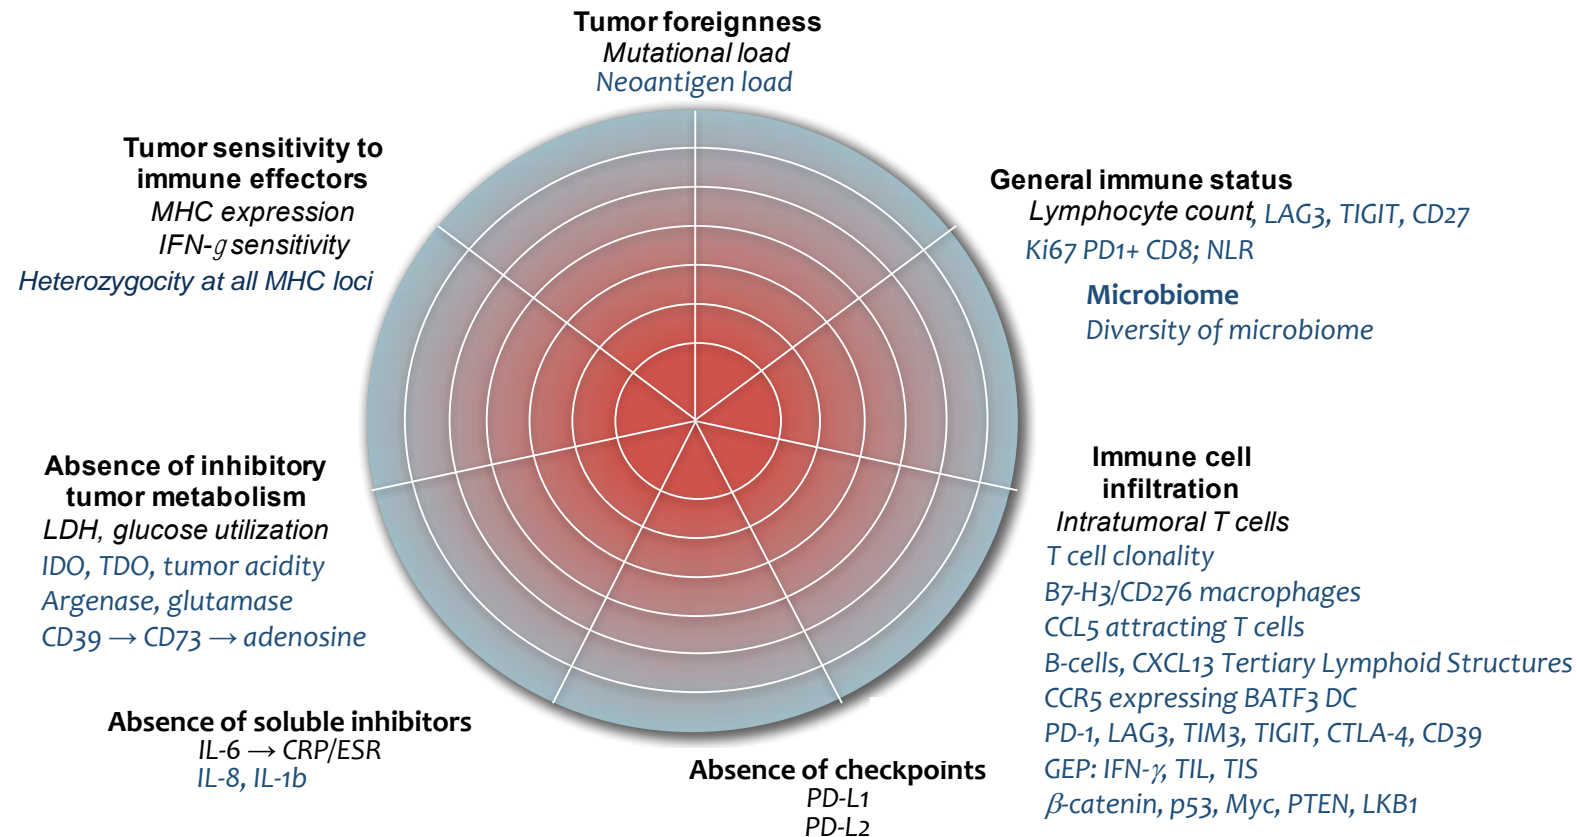 Tumor foreignness
Mutational load
Neoantigen load
Tumor sensitivity to
immune effectors
MHC expression
IFN-g sensitivity
Heterozygocity at all MHC loci
General immune status
Lymphocyte count, LAG3, TIGIT, CD27
Ki67 PD1+ CD8; NLR
Microbiome
Diversity of microbiome
Absence of inhibitory
tumor metabolism
LDH, glucose utilization
IDO, TDO, tumor acidity
Argenase, glutamase
CD39 → CD73 → adenosine
Immune cell
infiltration
Intratumoral T cells
T cell clonality
B7-H3/CD276 macrophages
CCL5 attracting T cells
B-cells, CXCL13 Tertiary Lymphoid Structures
CCR5 expressing BATF3 DC
PD-1, LAG3, TIM3, TIGIT, CTLA-4, CD39
GEP: IFN-γ, TIL, TIS
β-catenin, p53, Myc, PTEN, LKB1
Absence of soluble inhibitors
IL-6 → CRP/ESR
IL-8, IL-1b
Absence of checkpoints
PD-L1
PD-L2